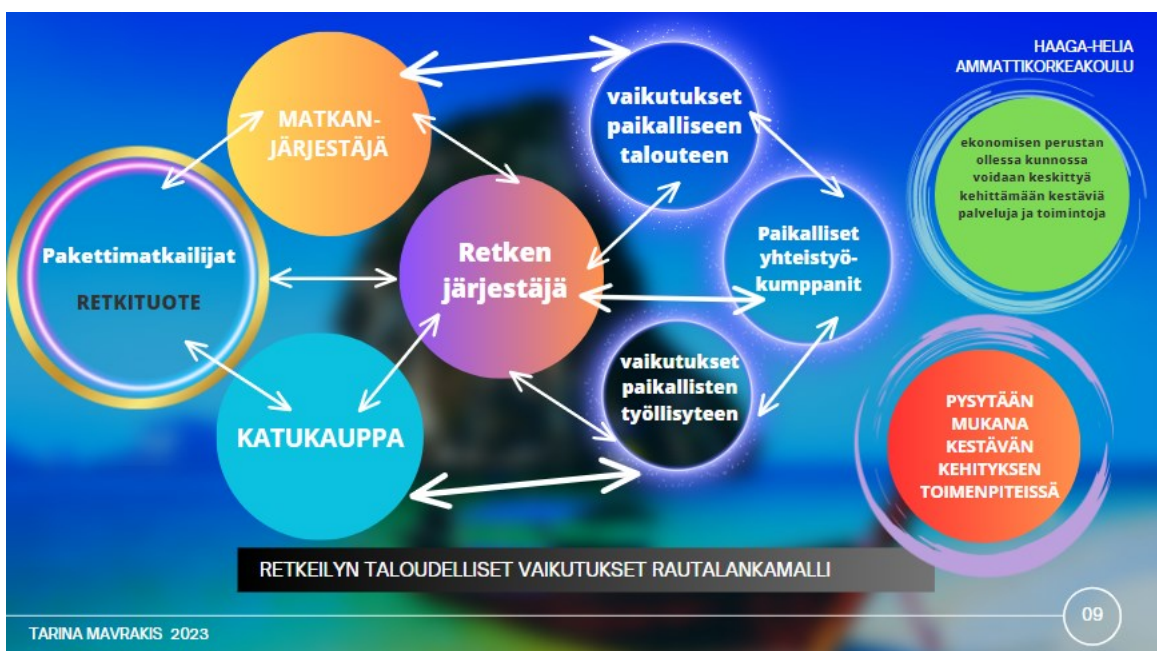 HAAGA-HELIA
AMMATTIKORKEAKOULU
MATKAN-
JÄRJESTÄJÄ
vaikutukset
paikalliseen
talouteen
ekonomisen perustan
ollessa kunnossa
voidaan keskittyä
kehittämään kestäviä
palveluja ja toimintoja
Pakettimatkailijat
RETKITUOTE
Retken
järjestäjä
Paikalliset
yhteistyö-
kumppanit
KATUKAUPPA
vaikutukset
paikallisten
työllisyteen
PYSYTÄÄN
MUKANA
KESTÄVÄN
KEHITYKSEN
TOIMENPITEISSÄ
RETKEILYN TALOUDELLISET VAIKUTUKSET RAUTALANKAMALLI
09
TARINA MAVRAKIS 2023